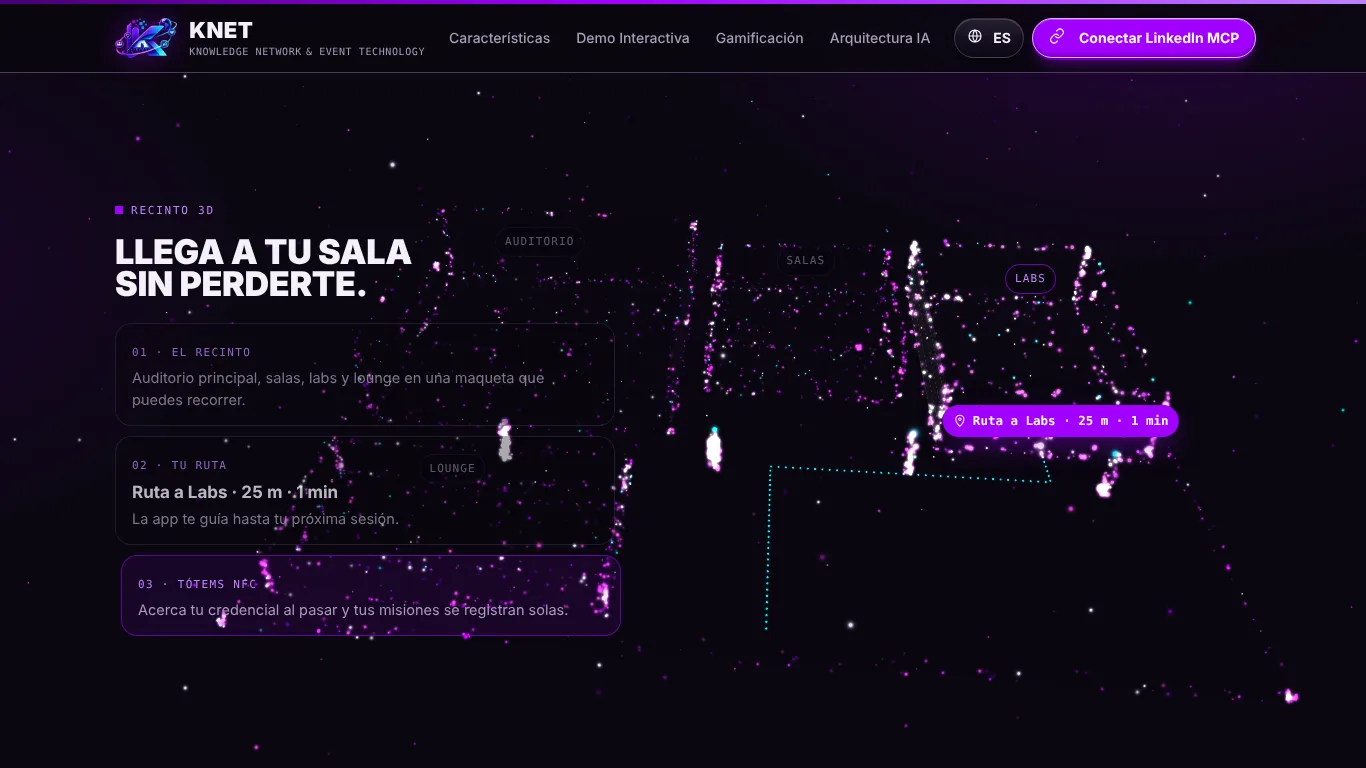 KNET
KNOWLEDGE NETWORK & EVENT TECHNOLOGY
Características
Demo Interactiva
Gamificación
Arquitectura IA
ES
Conectar LinkedIn MCP
RECINTO 3D
LLEGA A TU SALA
SIN PERDERTE.
AUDITORIO
SALAS
LABS
01 · EL RECINTO
Auditorio principal, salas, labs y lounge en una maqueta que
puedes recorrer.
Ruta a Labs · 25 m · 1 min
02 · TU RUTA
LOUNGE
Ruta a Labs · 25 m · 1 min
La app te guía hasta tu próxima sesión.
03 · TÓTEMS NFC
Acerca tu credencial al pasar y tus misiones se registran solas.